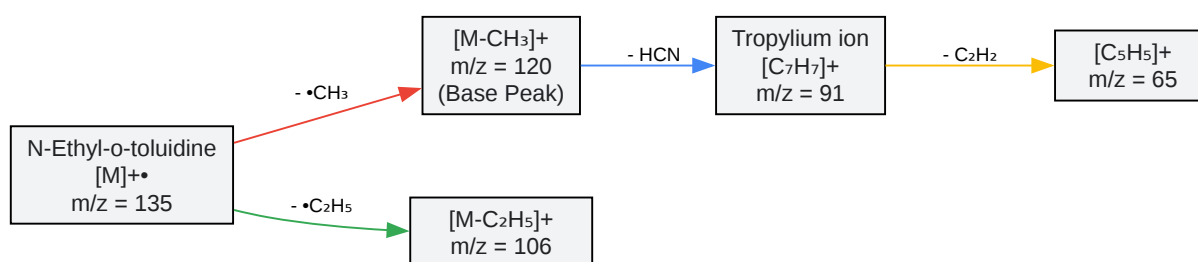 N-Ethyl-o-toluidine
[M]+•
m/z = 135
- •CH₃
[M-CH₃]+
m/z = 120
(Base Peak)
- HCN
Tropylium ion
[C₇H₇]+
m/z = 91
- C₂H₂
[C₅H₅]+
m/z = 65
- •C₂H₅
[M-C₂H₅]+
m/z = 106